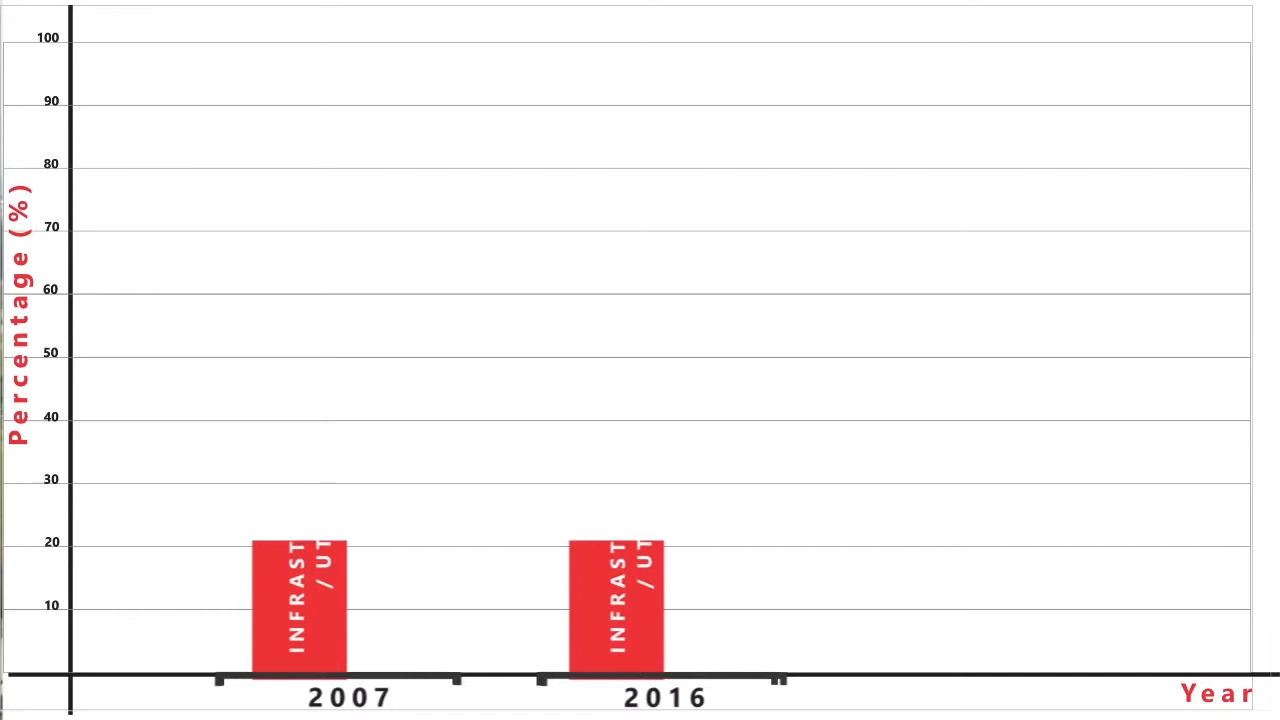 100
90
80
70
60
50
40
30
20
10
Percentage (%)
INFRAST
/ UT
INFRAST
/ UT
2007
2016
Year